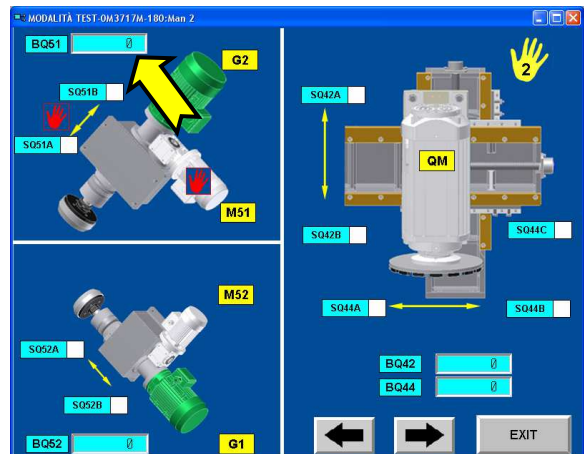 MODALITÀ TEST-OM3717M-180:Man 2
BQ51 0
G2
SQ51B
SQ51A
M51
M52
SQ52A
SQ52B
BQ52 0
G1
2
SQ42A
QM
SQ42B
SQ44C
SQ44A
SQ44B
BQ42 0
BQ44 0
EXIT